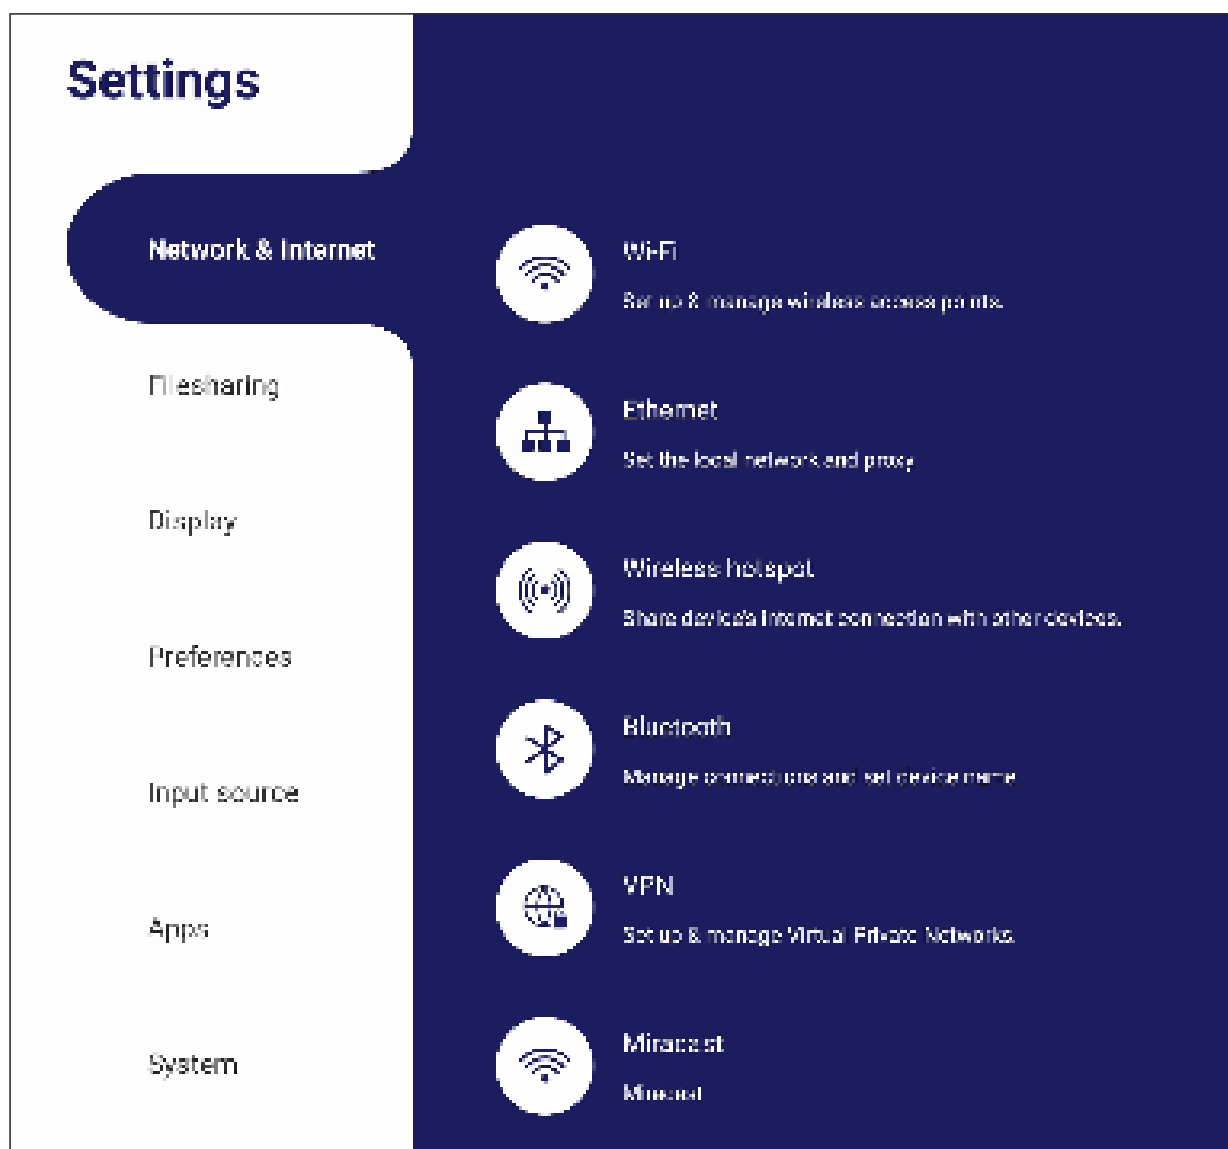 Settings
Network & Internet
Filesharing
Display
Preferences
Input source
Apps
System
Wi-Fi
Set up & manage wireless access points.
Ethernet
Set the local network and proxy
Wireless hotspot
Share device's internet connection with other devices.
Bluetooth
Manage connections and set device name
VPN
Set up & manage Virtual Private Networks.
Miracast
Miracast